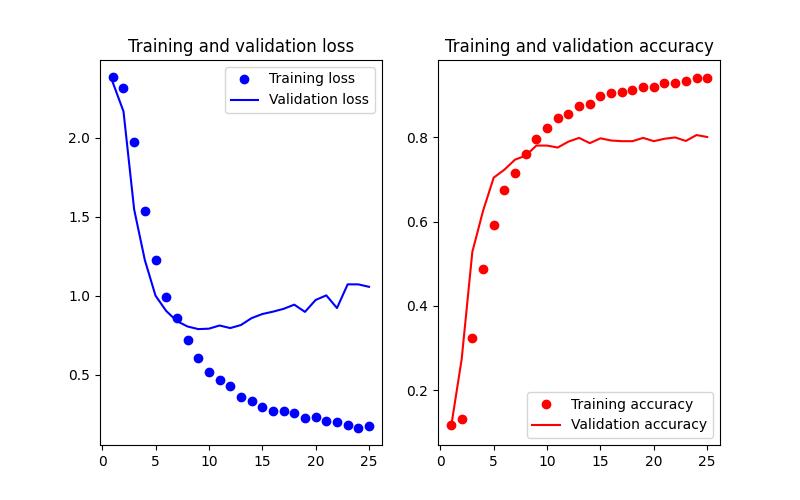 Training and validation loss
Training loss
Validation loss
2.0
1.5
1.0
0.5
0 5 10 15 20 25
Training and validation accuracy
0.8
0.6
0.4
0.2
Training accuracy
Validation accuracy
0 5 10 15 20 25